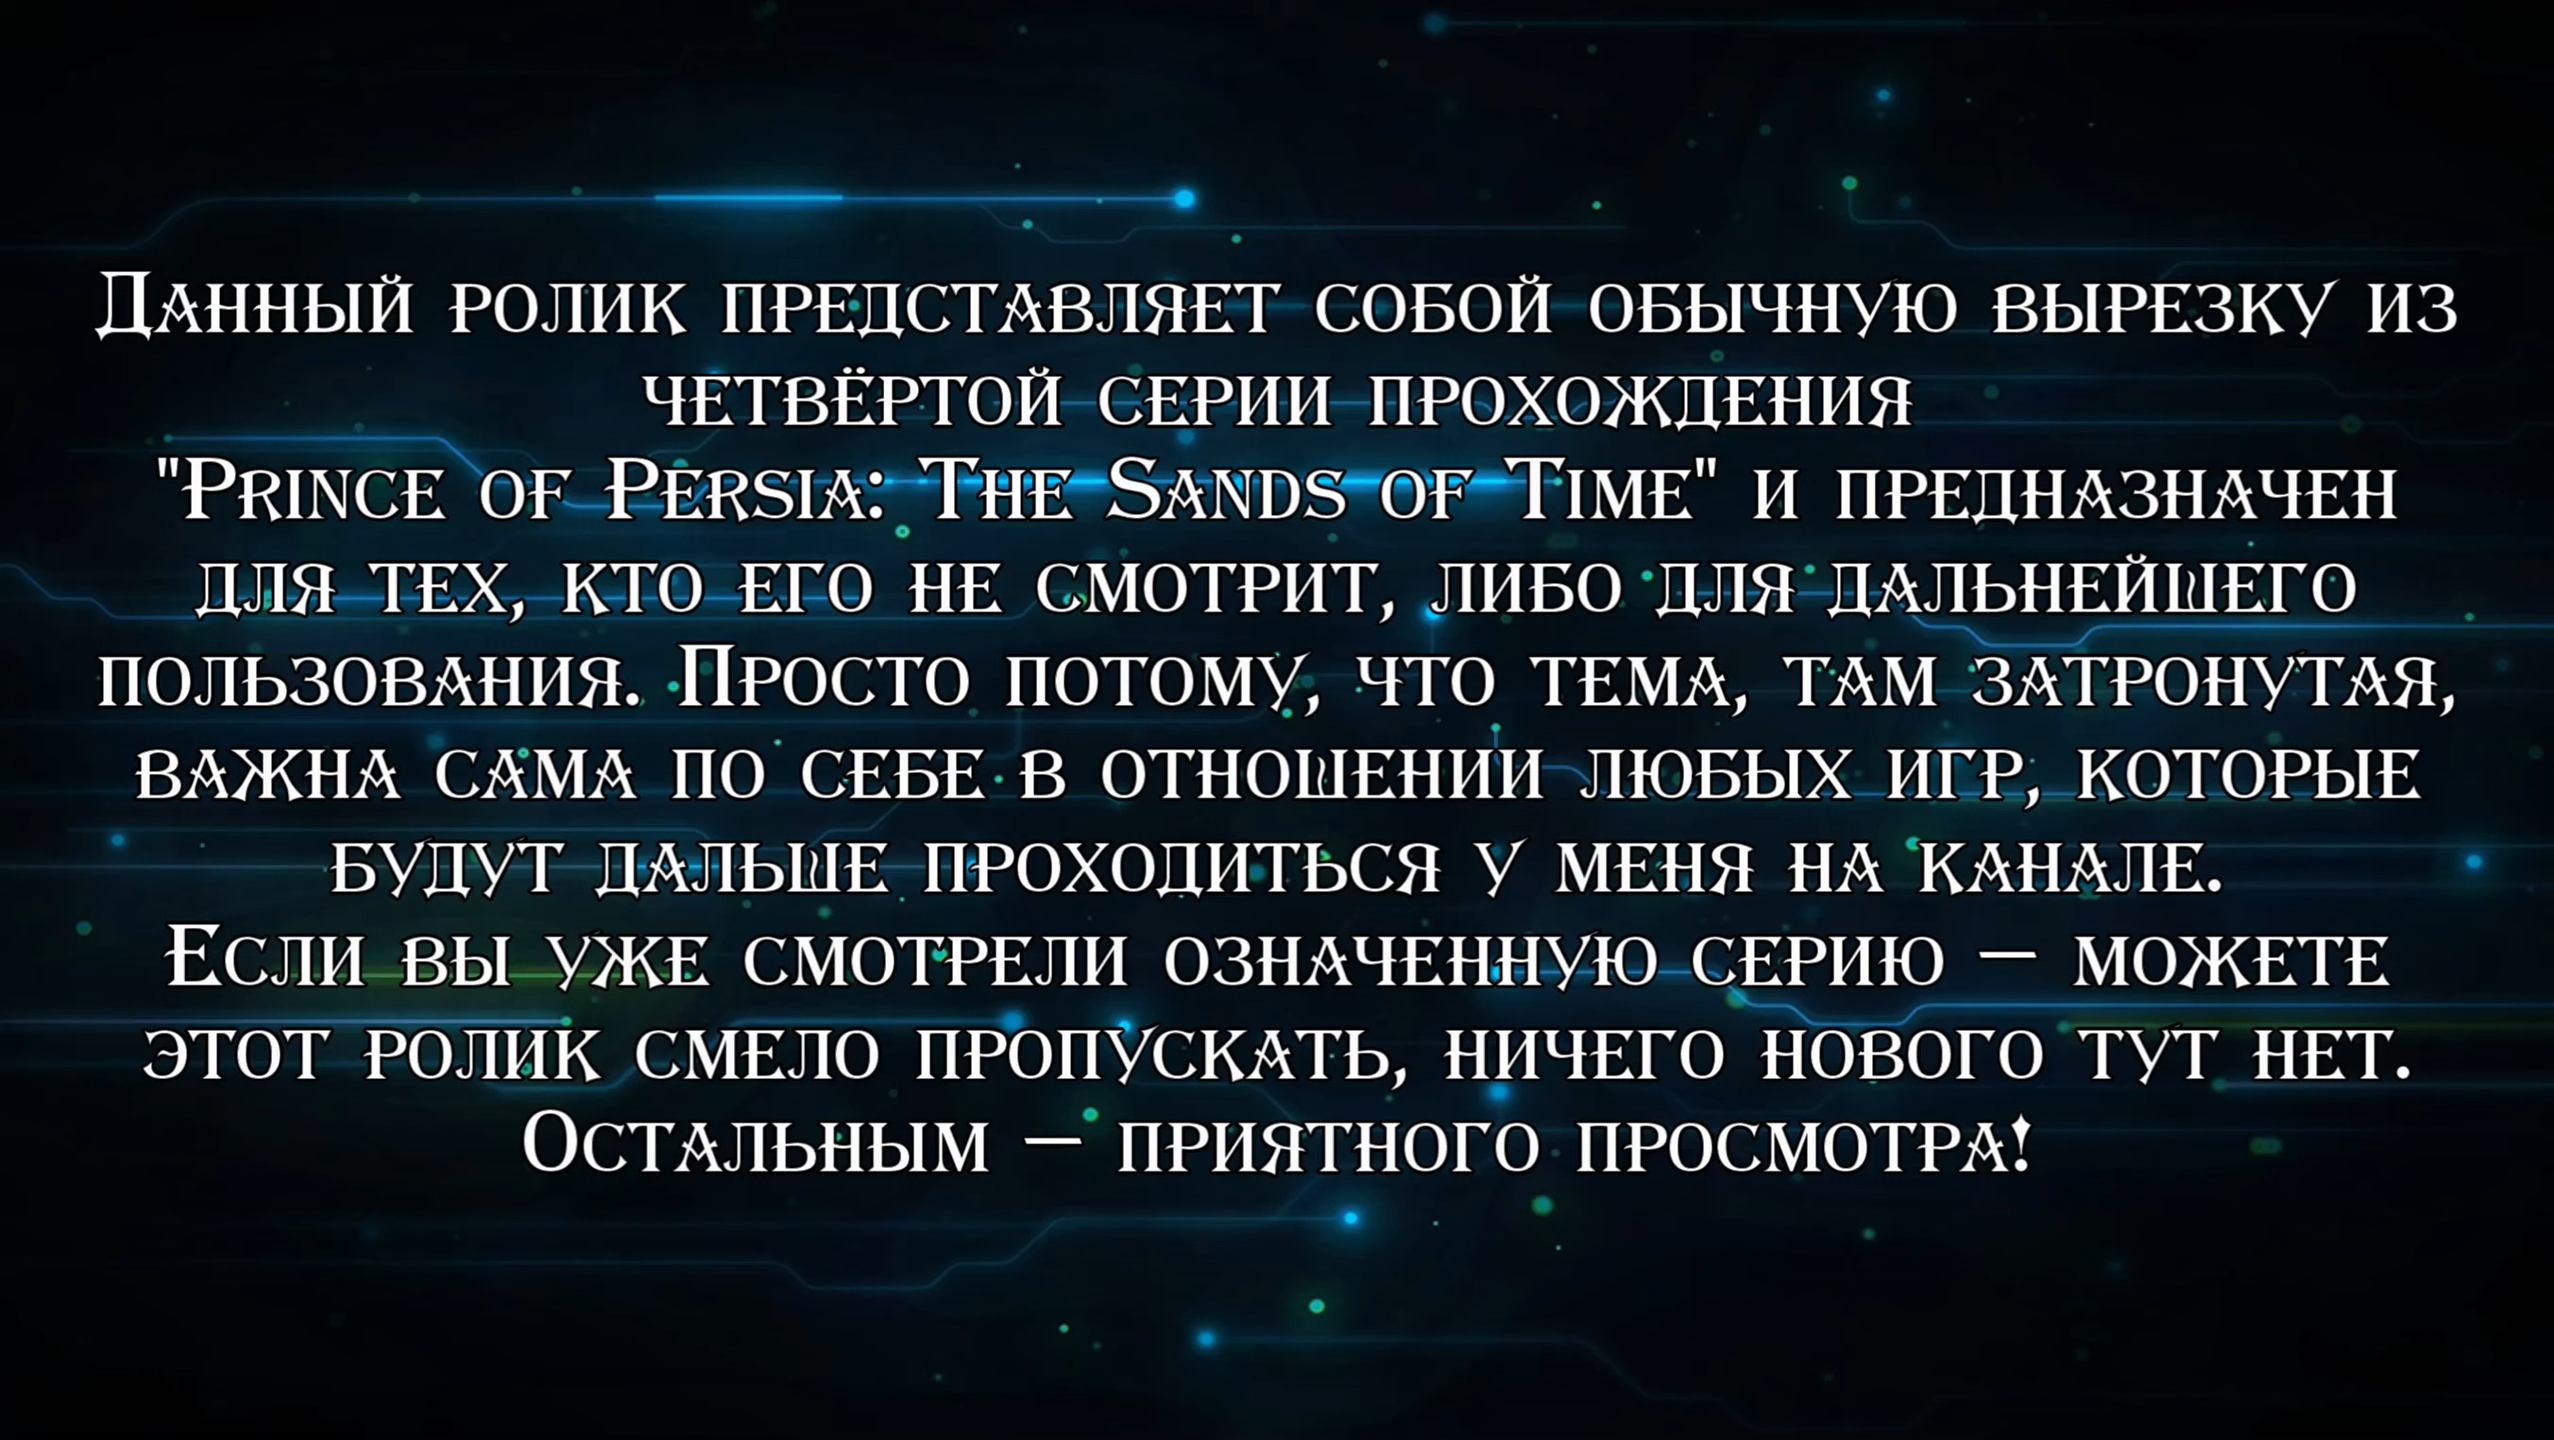 Данный ролик представляет собой обычную вырезку из
четвёртой серии прохождения
"Prince of Persia: The Sands of Time" и предназначен
для тех, кто его не смотрит, либо для дальнейшего
пользования. Просто потому, что тема, там затронутая,
важна сама по себе в отношении любых игр, которые
будут дальше проходиться у меня на канале.
Если вы уже смотрели означенную серию — можете
этот ролик смело пропускать, ничего нового тут нет.
Остальным — приятного просмотра!